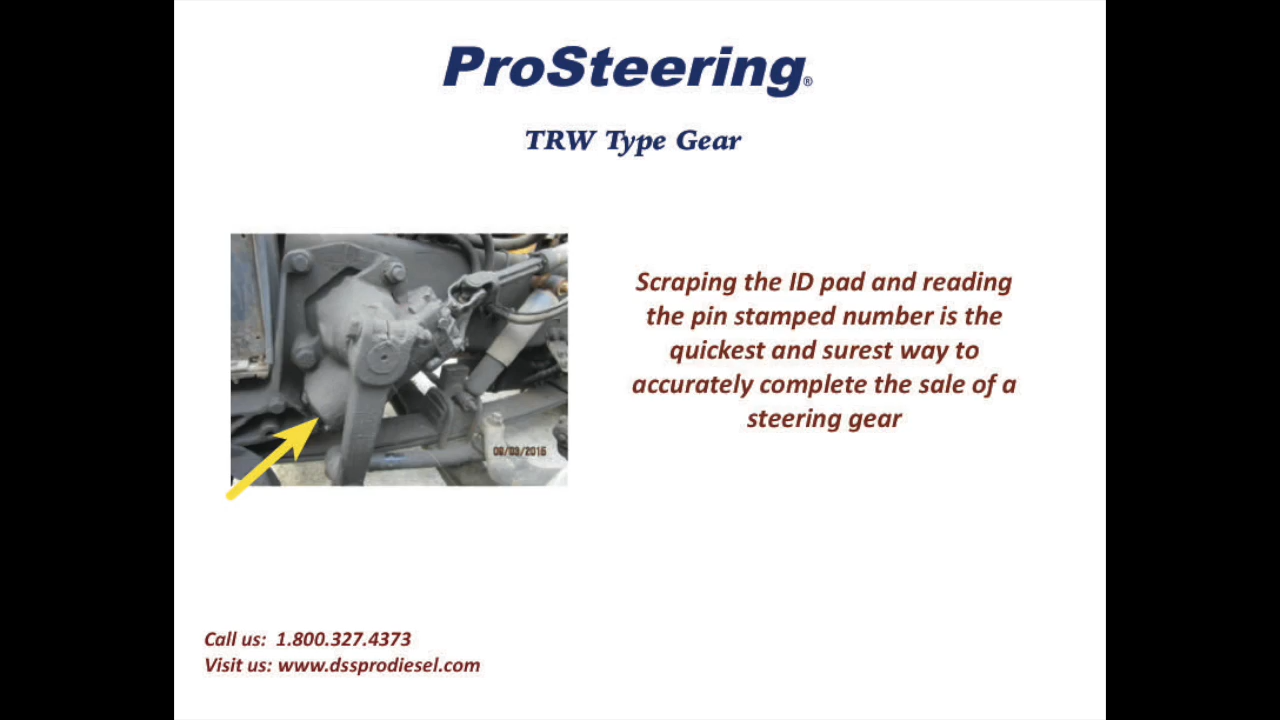 ProSteering®
TRW Type Gear
Scraping the ID pad and reading
the pin stamped number is the
quickest and surest way to
accurately complete the sale of a
steering gear
08/03/2015
Call us: 1.800.327.4373
Visit us: www.dssprodiesel.com